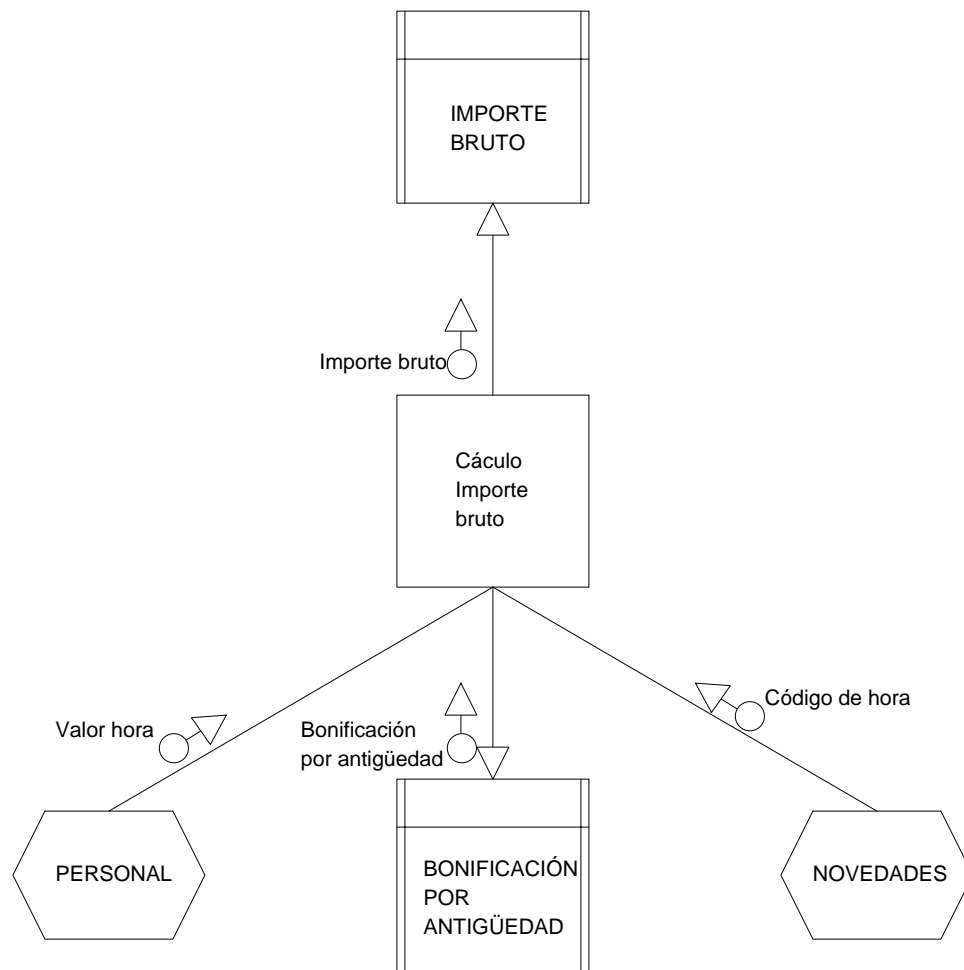 IMPORTE
BRUTO
Importe bruto
Cáculo
Importe
bruto
Valor hora
Bonificación
por antigüedad
Código de hora
PERSONAL
BONIFICACIÓN
POR
ANTIGÜEDAD
NOVEDADES